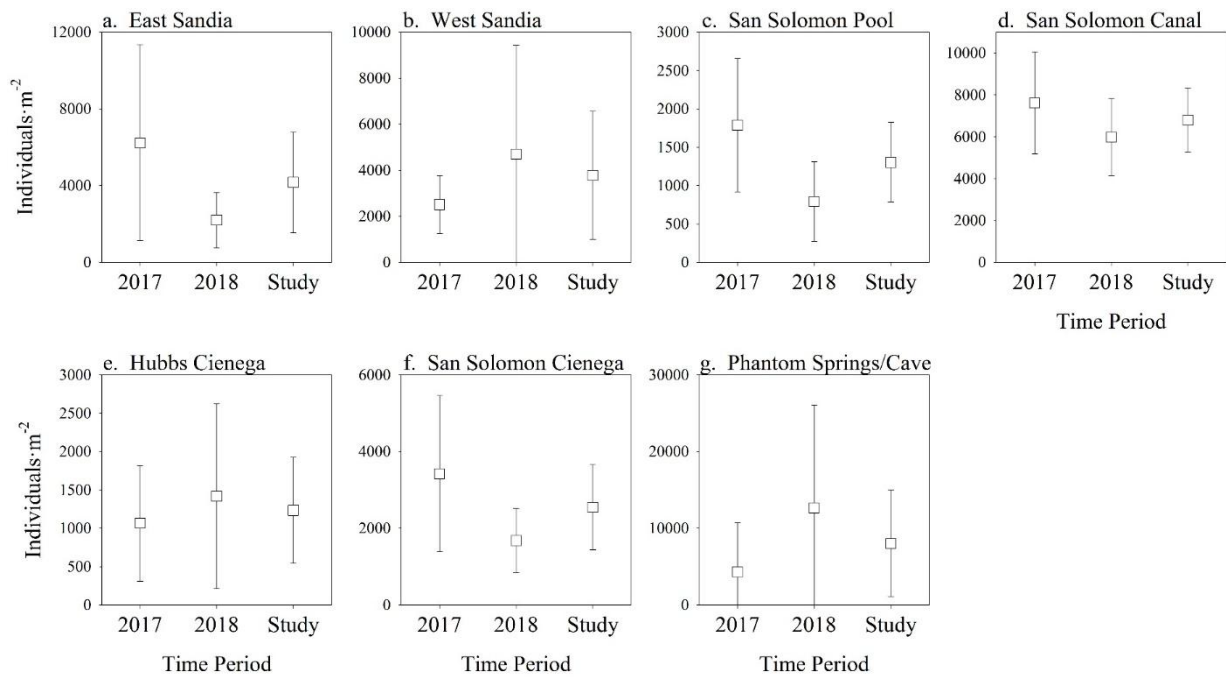 a. East Sandia
12000
8000
4000
0
Individuals·m-2
2017 2018 Study
b. West Sandia
10000
8000
6000
4000
2000
0
2017 2018 Study
c. San Solomon Pool
3000
2500
2000
1500
1000
500
0
2017 2018 Study
d. San Solomon Canal
10000
8000
6000
4000
2000
0
2017 2018 Study
Time Period
e. Hubbs Cienega
3000
2500
2000
1500
1000
500
0
Individuals·m-2
2017 2018 Study
Time Period
f. San Solomon Cienega
6000
4000
2000
0
2017 2018 Study
Time Period
g. Phantom Springs/Cave
30000
20000
10000
0
2017 2018 Study
Time Period